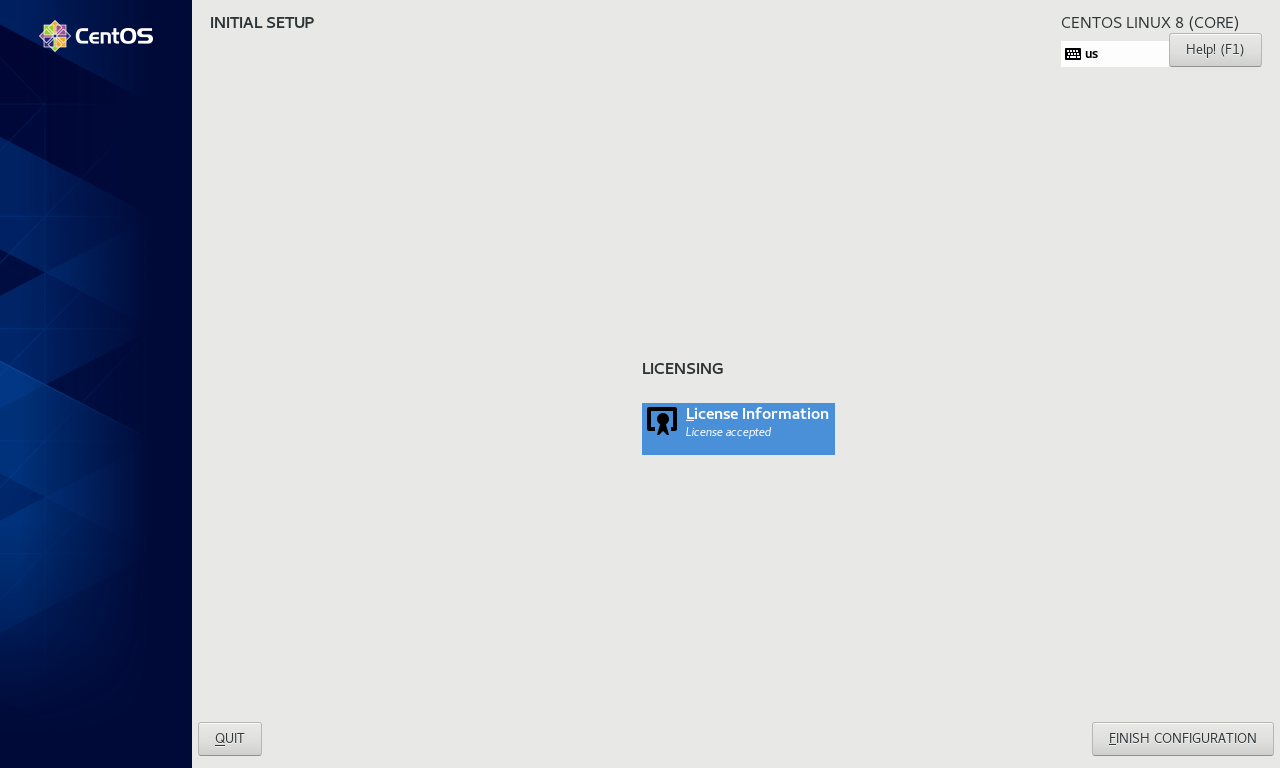 CentOS
INITIAL SETUP
CENTOS LINUX 8 (CORE)
us
Help! (F1)
LICENSING
License Information
License accepted
QUIT
FINISH CONFIGURATION